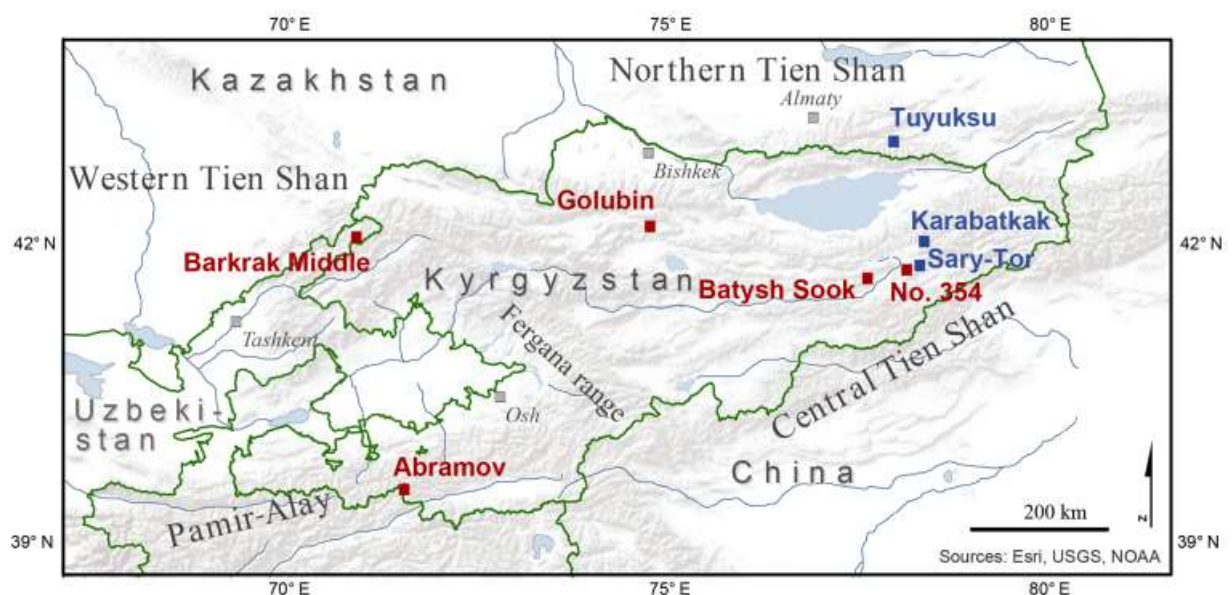 70° E 75° E 80° E
Kazakhstan
Northern Tien Shan
Almaty
Tuyuksu
Western Tien Shan
Bishkek
Golubin
Karabatkak
42° N
42° N
Barkrak Middle
Sary-Tor
Kyrgyzstan
Batysh Sook
No. 354
Tashkent
Fergana range
Central Tien Shan
Uzbeki-
stan
Osh
Abramov
China
Pamir-Alay
200 km
N
39° N
39° N
Sources: Esri, USGS, NOAA
70° E 75° E 80° E